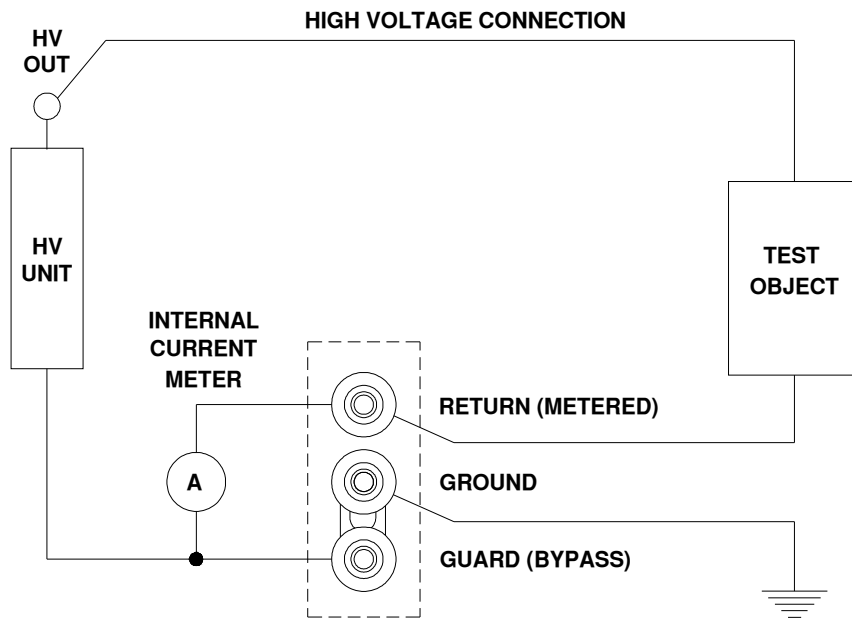 HIGH VOLTAGE CONNECTION
HV
OUT
HV
UNIT
TEST
OBJECT
INTERNAL
CURRENT
METER
RETURN (METERED)
A
GROUND
GUARD (BYPASS)